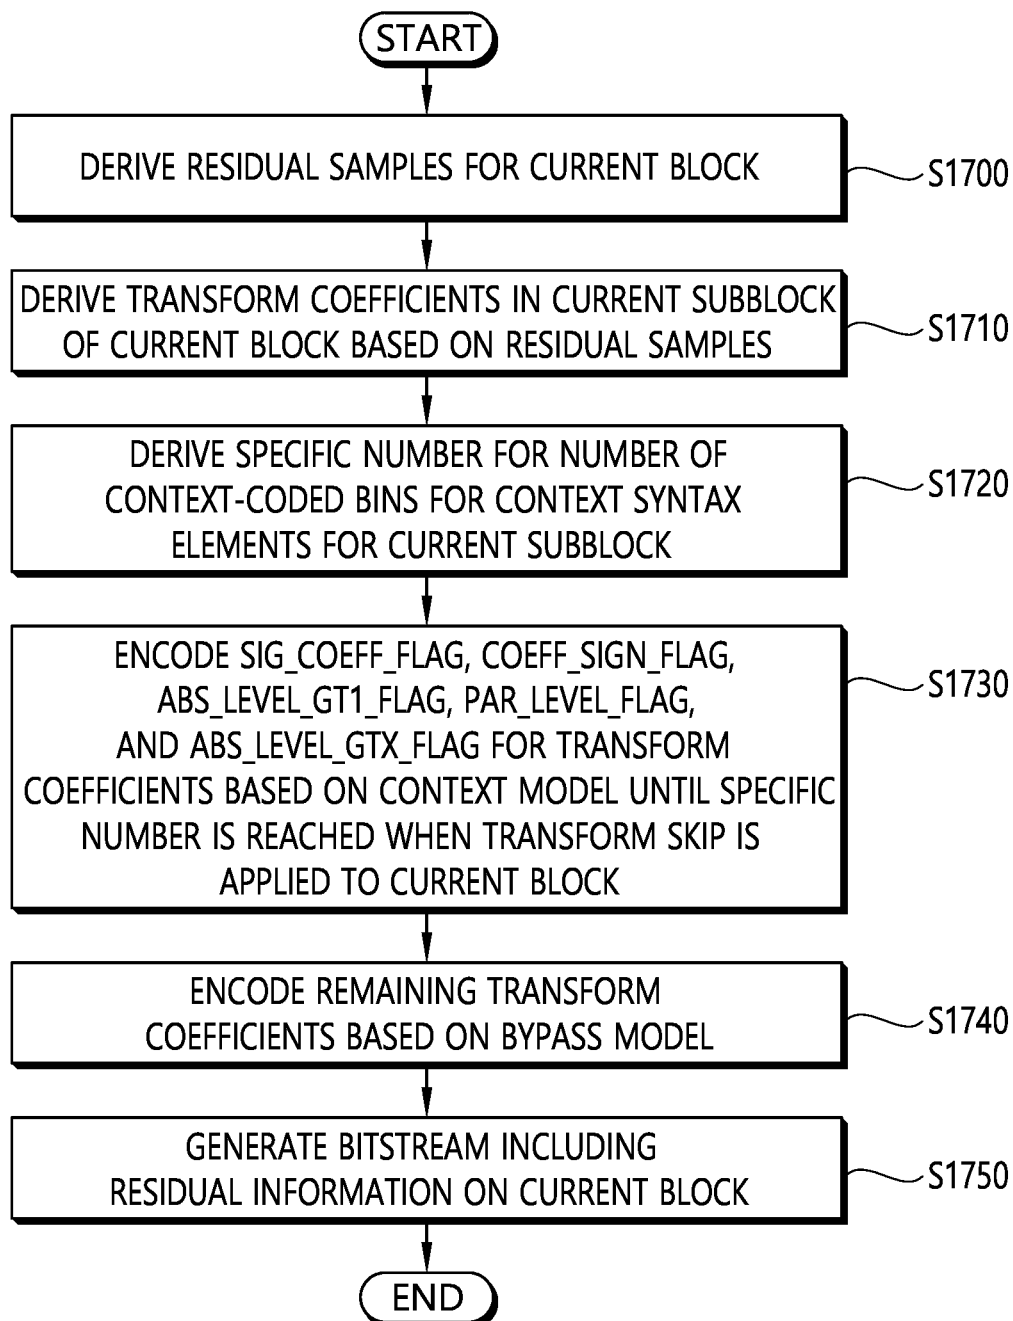 START
DERIVE RESIDUAL SAMPLES FOR CURRENT BLOCK
S1700
DERIVE TRANSFORM COEFFICIENTS IN CURRENT SUBBLOCK
OF CURRENT BLOCK BASED ON RESIDUAL SAMPLES
S1710
DERIVE SPECIFIC NUMBER FOR NUMBER OF
CONTEXT-CODED BINS FOR CONTEXT SYNTAX
ELEMENTS FOR CURRENT SUBBLOCK
S1720
ENCODE SIG_COEFF_FLAG, COEFF_SIGN_FLAG,
ABS_LEVEL_GT1_FLAG, PAR_LEVEL_FLAG,
AND ABS_LEVEL_GTX_FLAG FOR TRANSFORM
COEFFICIENTS BASED ON CONTEXT MODEL UNTIL SPECIFIC
NUMBER IS REACHED WHEN TRANSFORM SKIP IS
APPLIED TO CURRENT BLOCK
S1730
ENCODE REMAINING TRANSFORM
COEFFICIENTS BASED ON BYPASS MODEL
S1740
GENERATE BITSTREAM INCLUDING
RESIDUAL INFORMATION ON CURRENT BLOCK
S1750
END